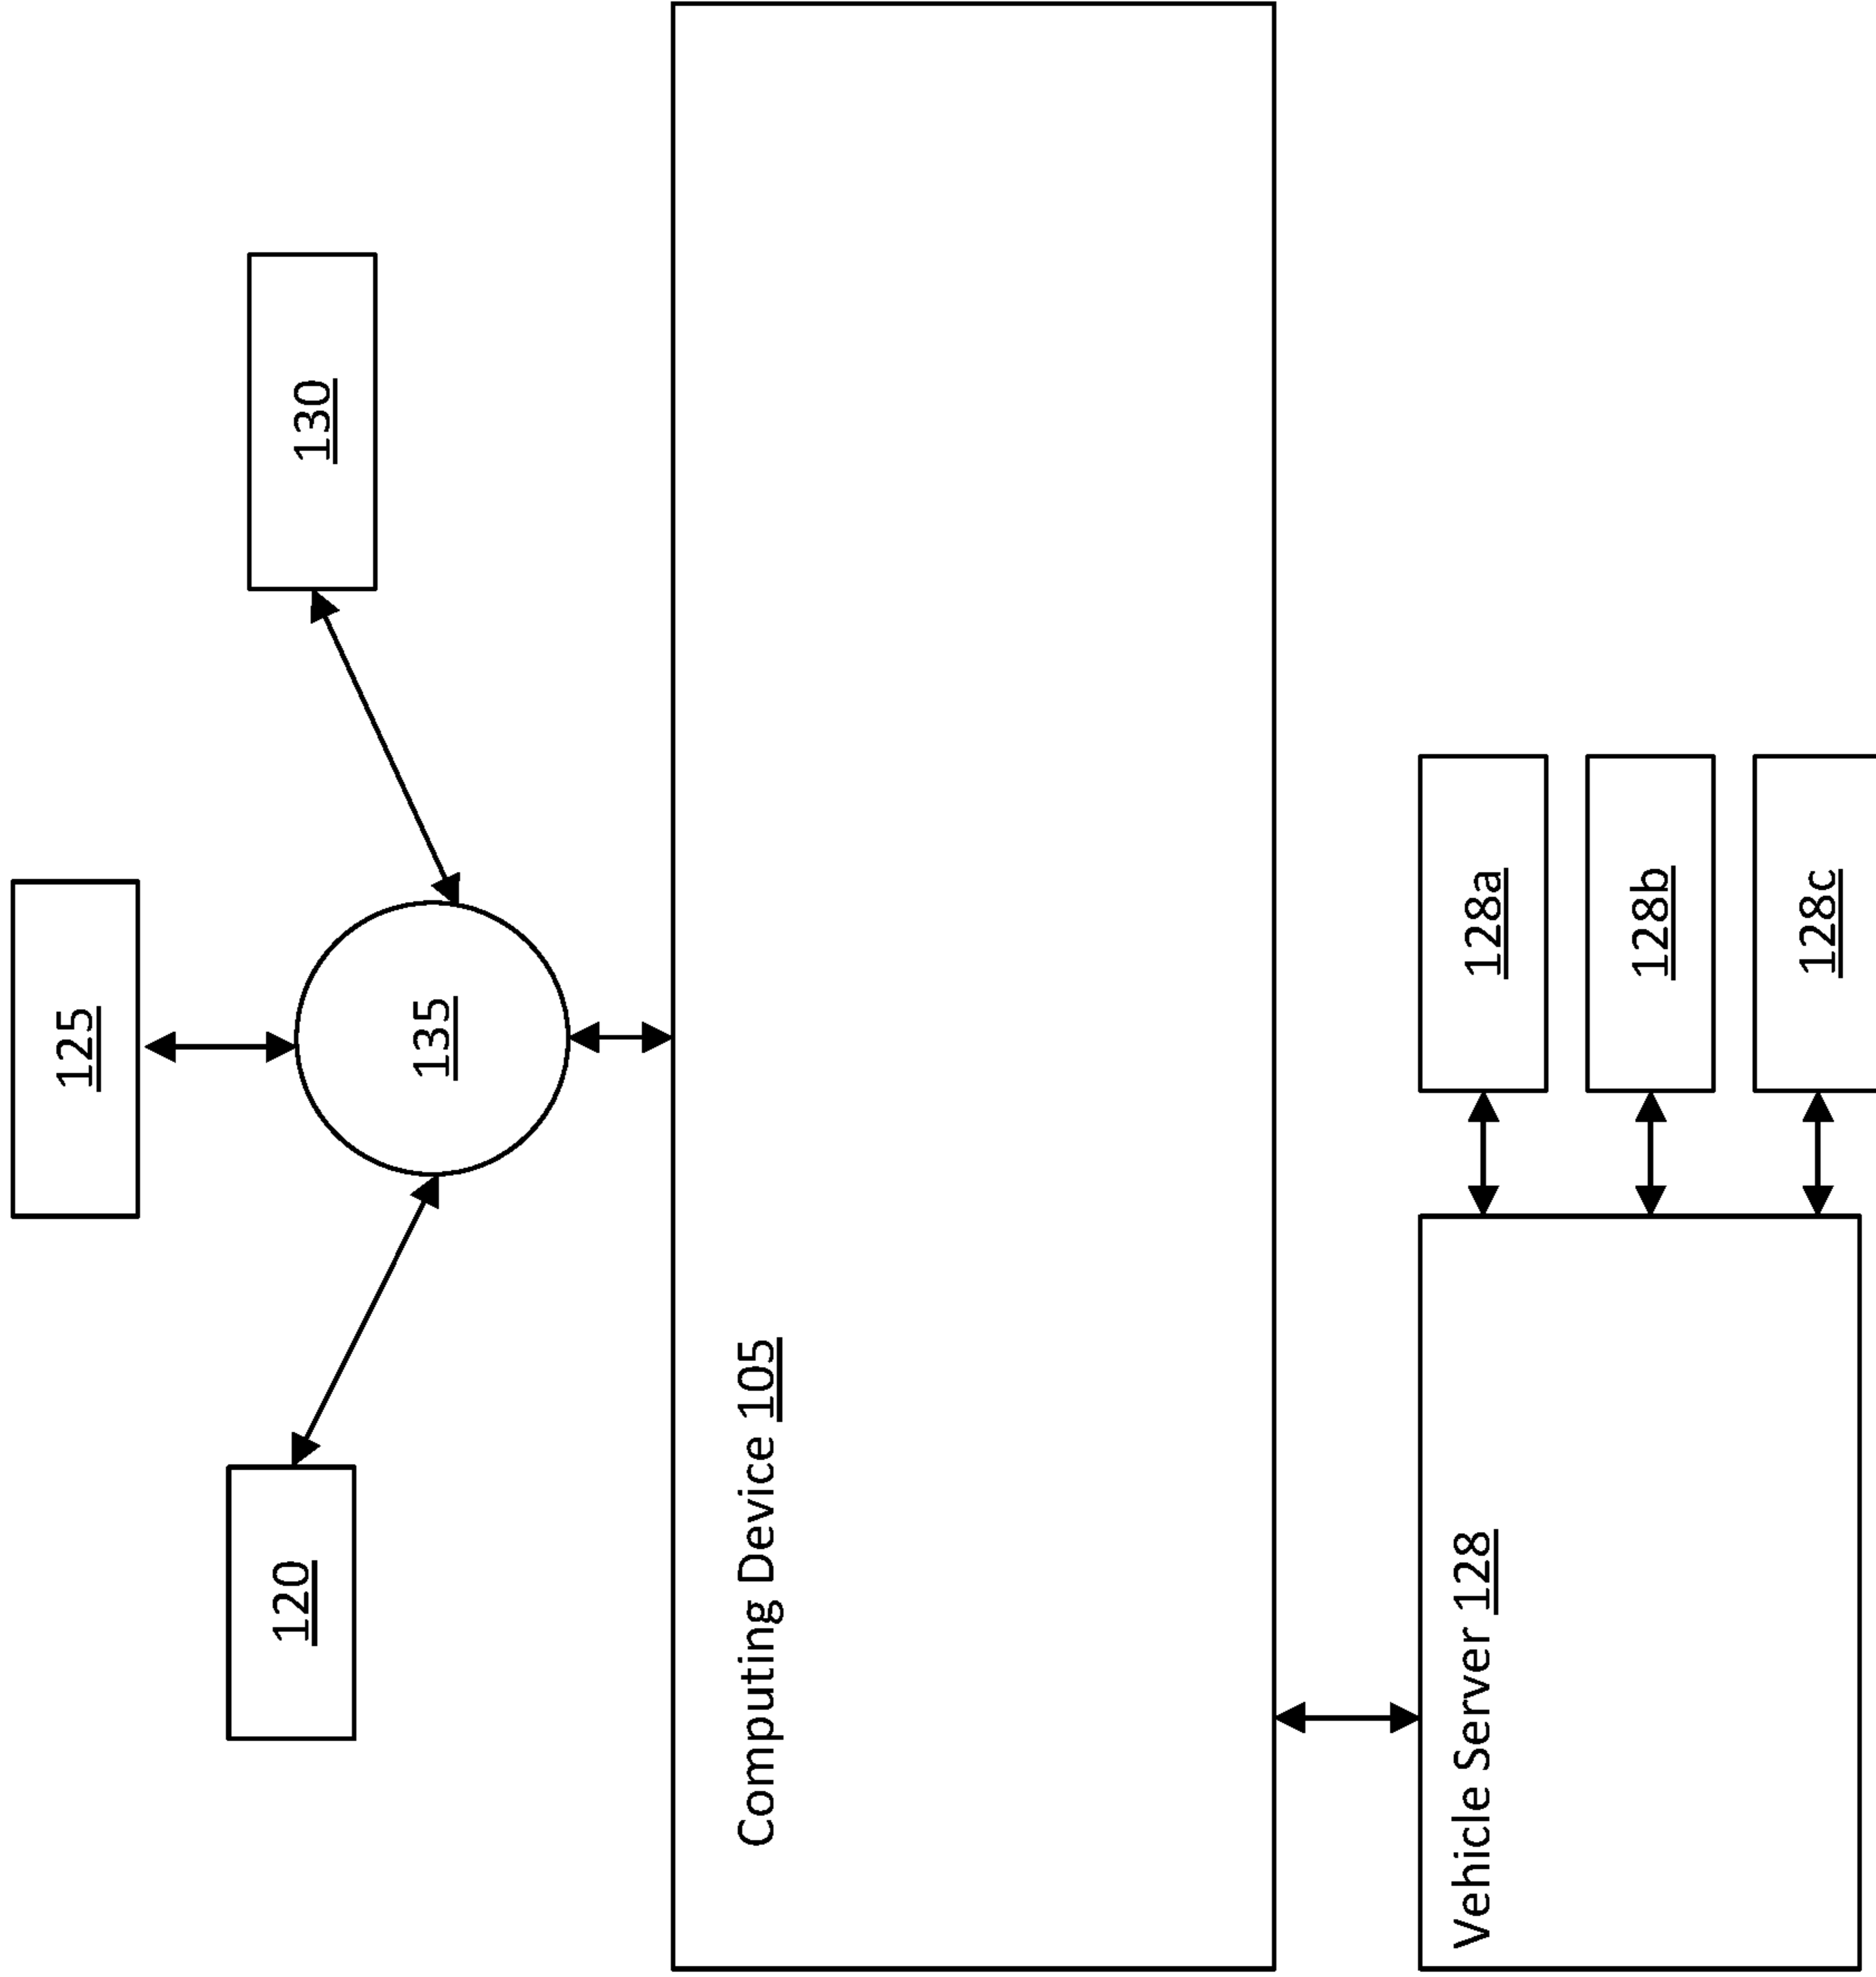 125
120
135
130
Computing Device 105
Vehicle Server 128
128a
128b
128c